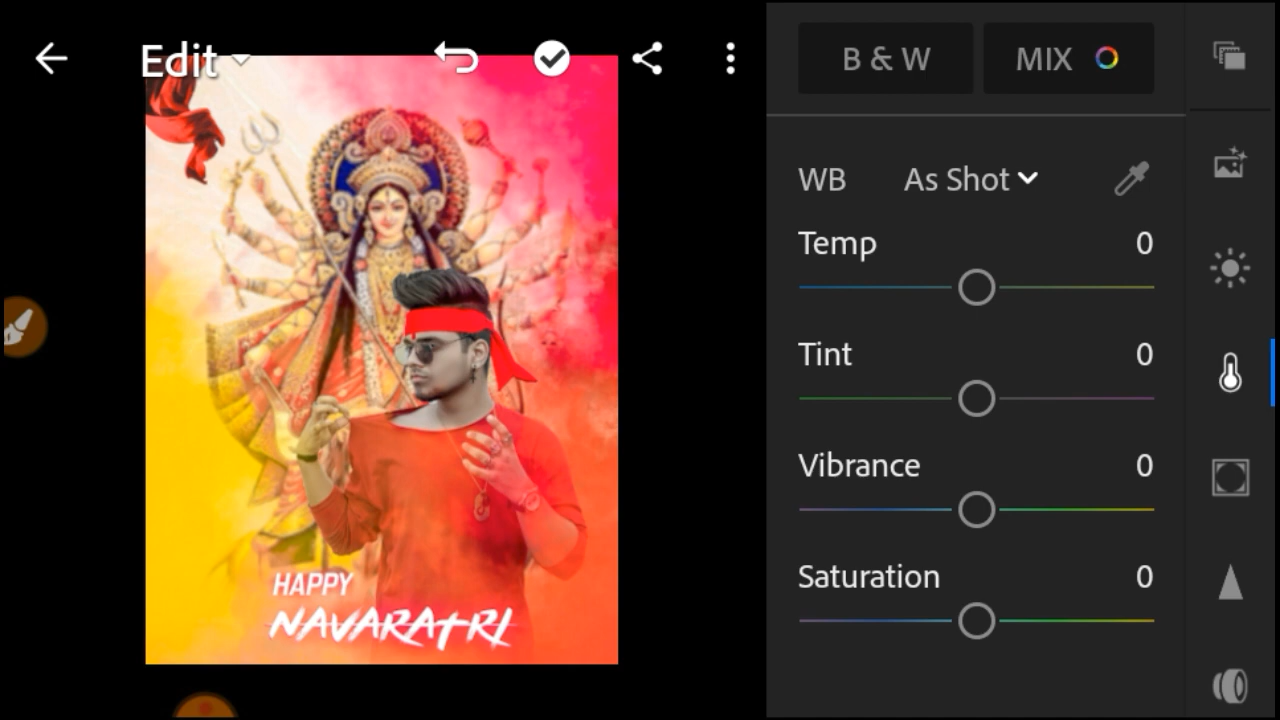 Edit
B & W
MIX
WB
As Shot
Temp
0
Tint
0
Vibrance
0
Saturation
0
HAPPY
NAVARATRI